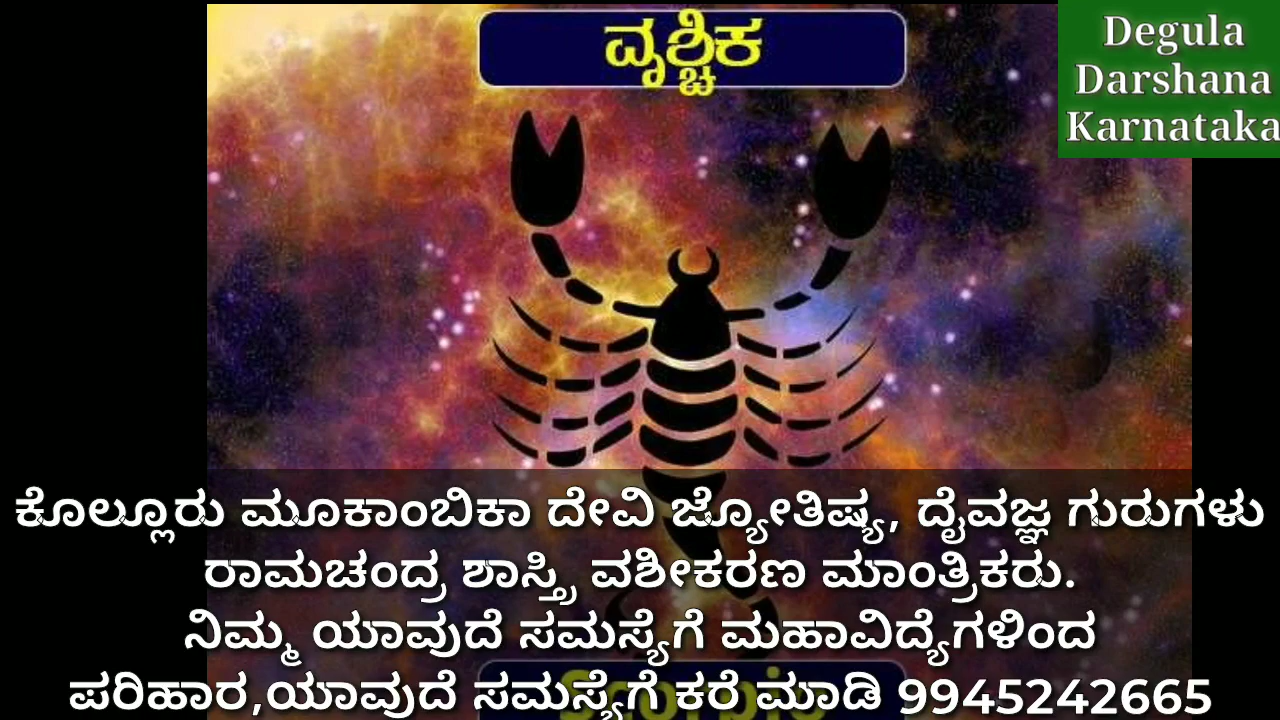 ವೃಶ್ಚಿಕ
Degula
Darshana
Karnataka
ಕೊಲ್ಲೂರು ಮೂಕಾಂಬಿಕಾ ದೇವಿ ಜ್ಯೋತಿಷ್ಯ, ದೈವಜ್ಞ ಗುರುಗಳು
ರಾಮಚಂದ್ರ ಶಾಸ್ತ್ರಿ ವಶೀಕರಣ ಮಾಂತ್ರಿಕರು.
ನಿಮ್ಮ ಯಾವುದೆ ಸಮಸ್ಯೆಗೆ ಮಹಾವಿದ್ಯೆಗಳಿಂದ
ಪರಿಹಾರ,ಯಾವುದೆ ಸಮಸ್ಯೆಗೆ ಕರೆ ಮಾಡಿ 9945242665